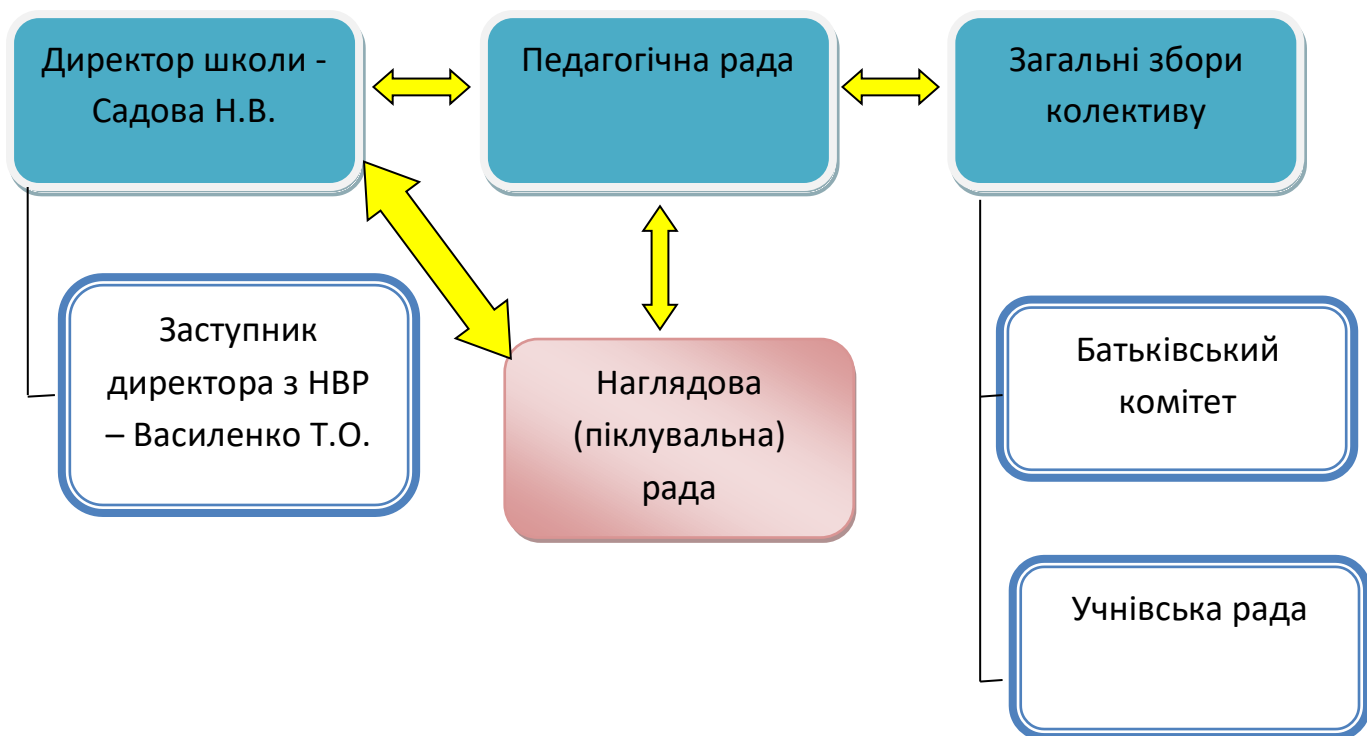 Директор школи -
Садова Н.В.
Педагогічна рада
Загальні збори
колективу
Заступник
директора з НВР
– Василенко Т.О.
Наглядова
(піклувальна)
рада
Батьківський
комітет
Учнівська рада